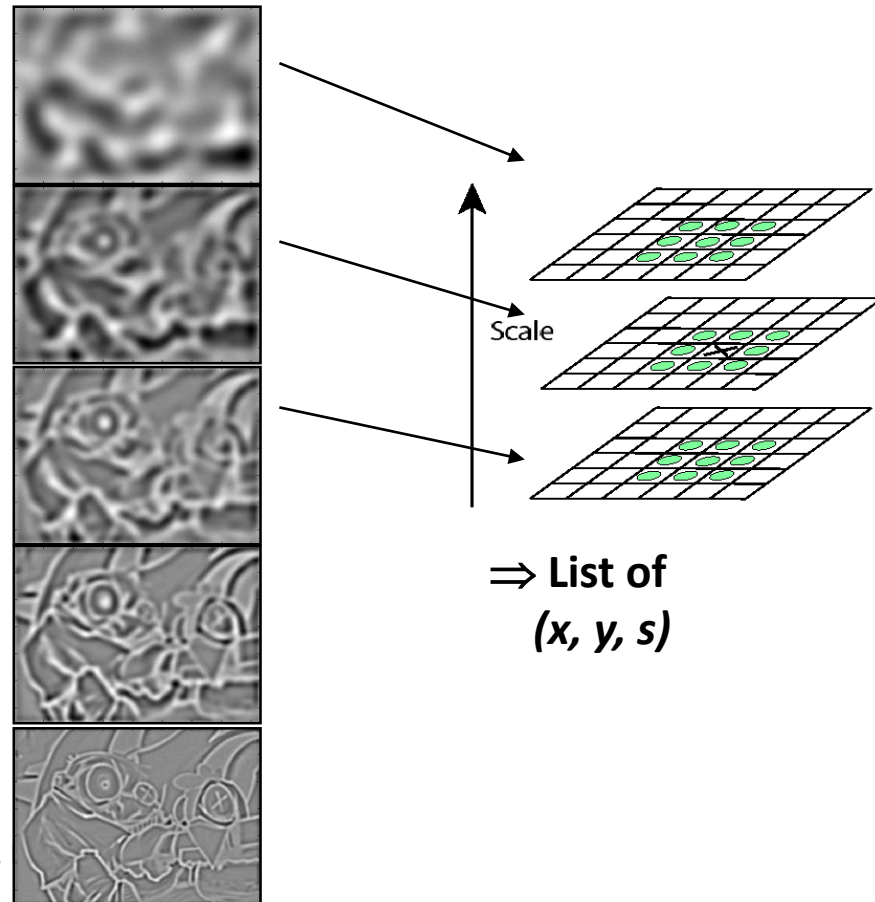 Scale
⇒ List of
(x, y, s)